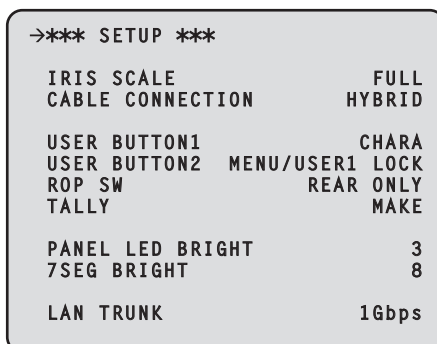 →*** SETUP ***
IRIS SCALE FULL
CABLE CONNECTION HYBRID
USER BUTTON1 CHARA
USER BUTTON2 MENU/USER1 LOCK
ROP SW REAR ONLY
TALLY MAKE
PANEL LED BRIGHT 3
7SEG BRIGHT 8
LAN TRUNK 1Gbps